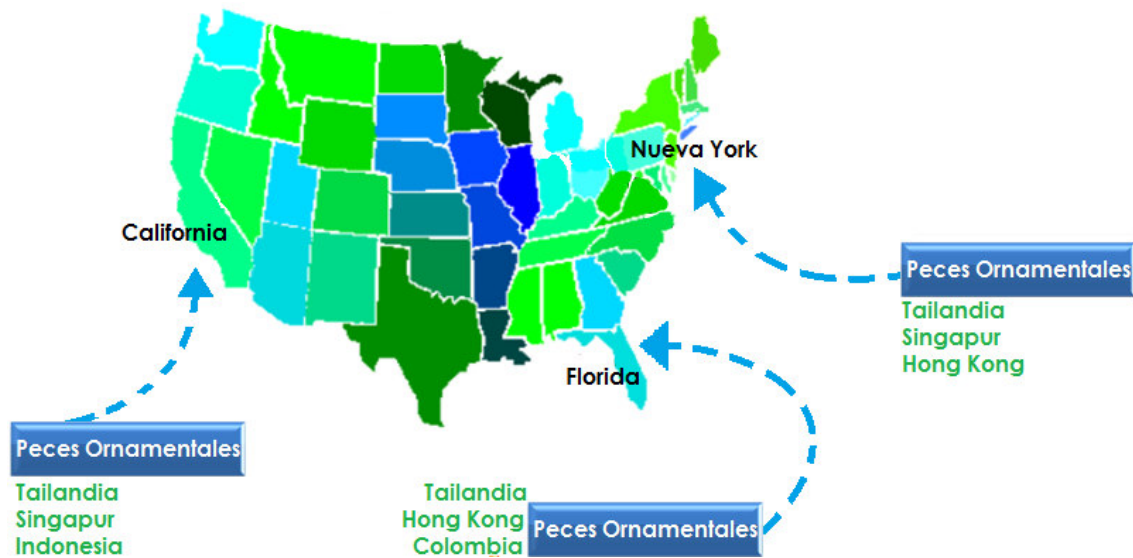 Nueva York
California
Peces Ornamentales
Tailandia
Singapur
Hong Kong
Florida
Peces Ornamentales
Tailandia
Singapur
Indonesia
Tailandia
Hong Kong
Colombia
Peces Ornamentales